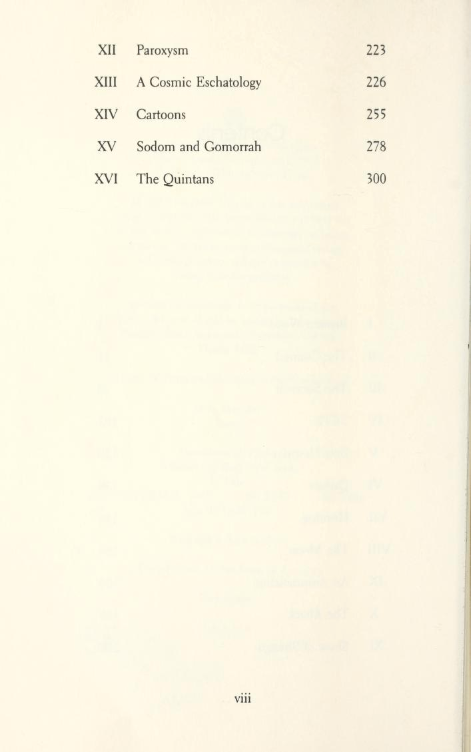 XII Paroxysm 223
XIII A Cosmic Eschatology 226
XIV Cartoons 255
XV Sodom and Gomorrah 278
XVI The Quintans 300
viii